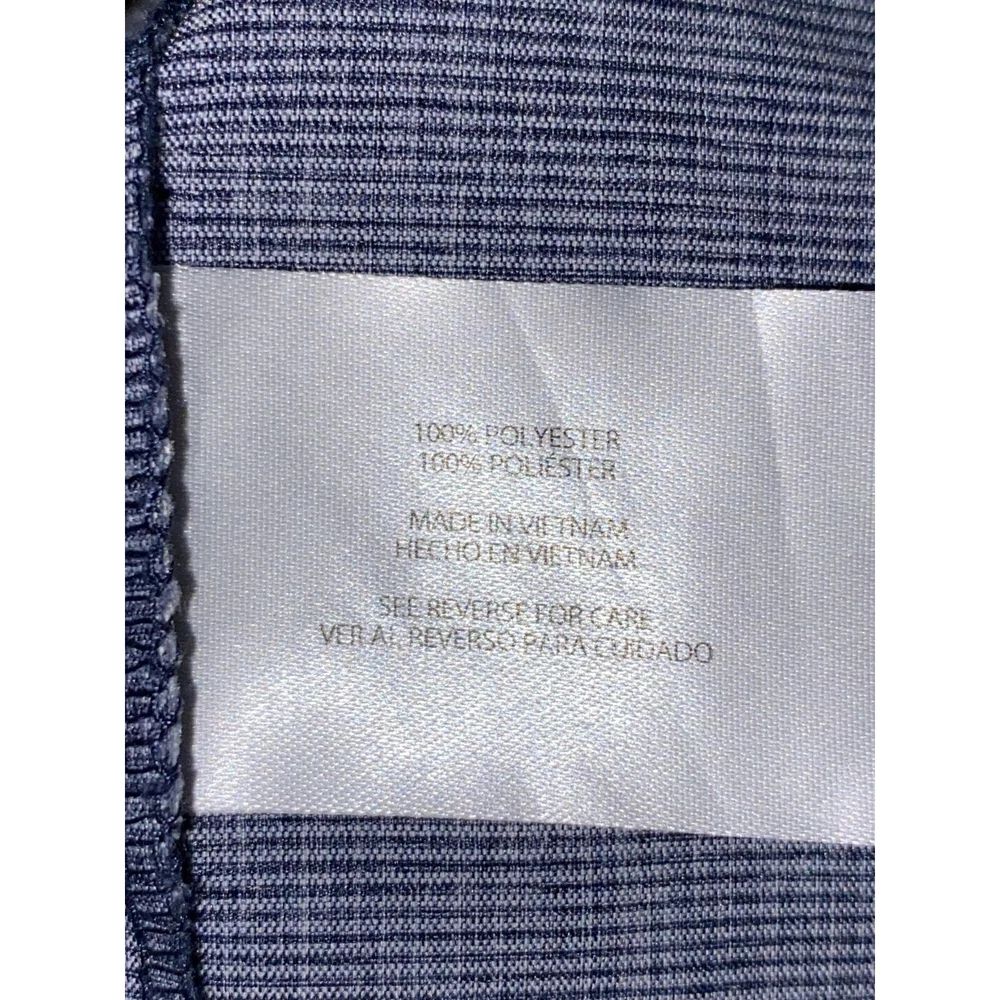 100% POLYESTER
100% POLIÉSTER
MADE IN VIETNAM
HECHO EN VIETNAM
SEE REVERSE FOR CARE
VER AL REVERSO PARA CUIDADO